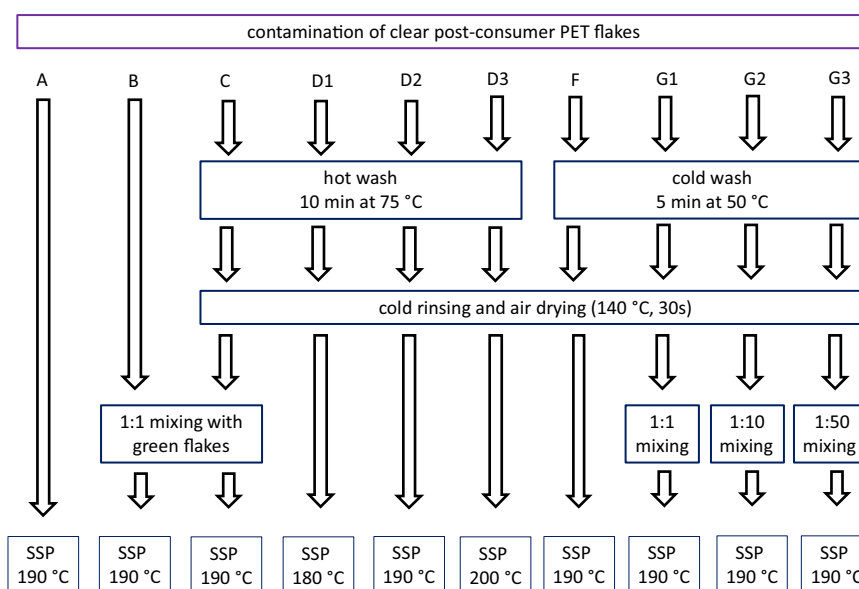 contamination of clear post-consumer PET flakes
A B C D1 D2 D3 F G1 G2 G3
hot wash
10 min at 75 °C
cold wash
5 min at 50 °C
cold rinsing and air drying (140 °C, 30s)
1:1 mixing with
green flakes
1:1
mixing
1:10
mixing
1:50
mixing
SSP
190 °C
SSP
190 °C
SSP
190 °C
SSP
180 °C
SSP
190 °C
SSP
200 °C
SSP
190 °C
SSP
190 °C
SSP
190 °C
SSP
190 °C